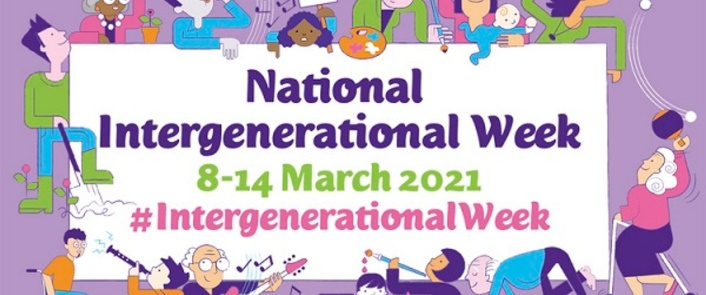 National
Intergenerational Week
8-14 March 2021
#IntergenerationalWeek